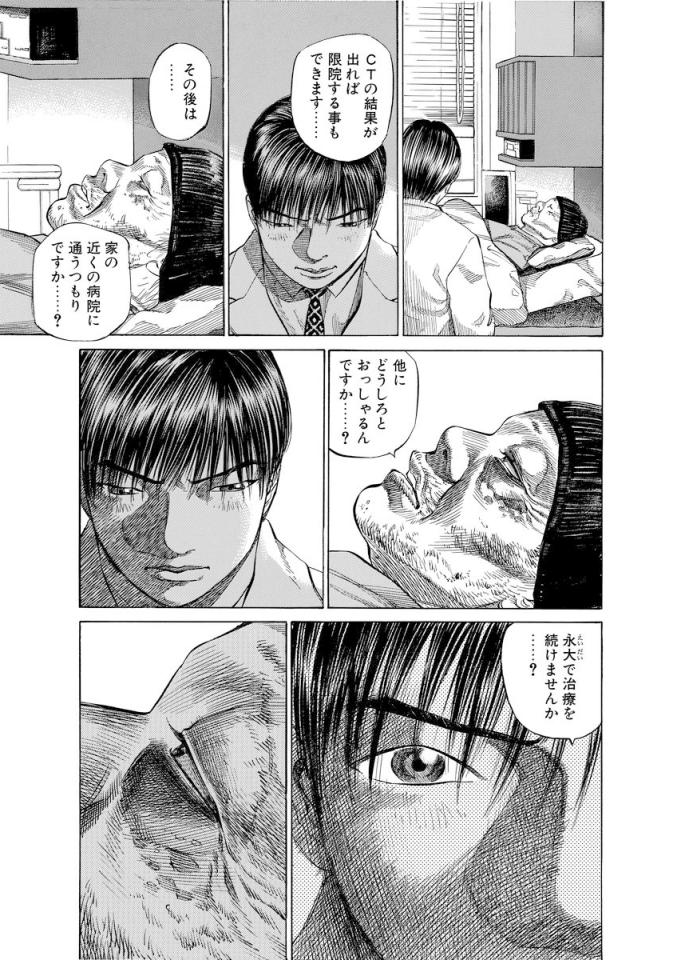 CTの結果が
出れば
限院する事も
できます……
その後は
……
家の
近くの病院に
通うつもり
ですか……?
他に
どうしろと
おっしゃるん
ですか……?
永大で治療を
えいだい
続けませんか
……?